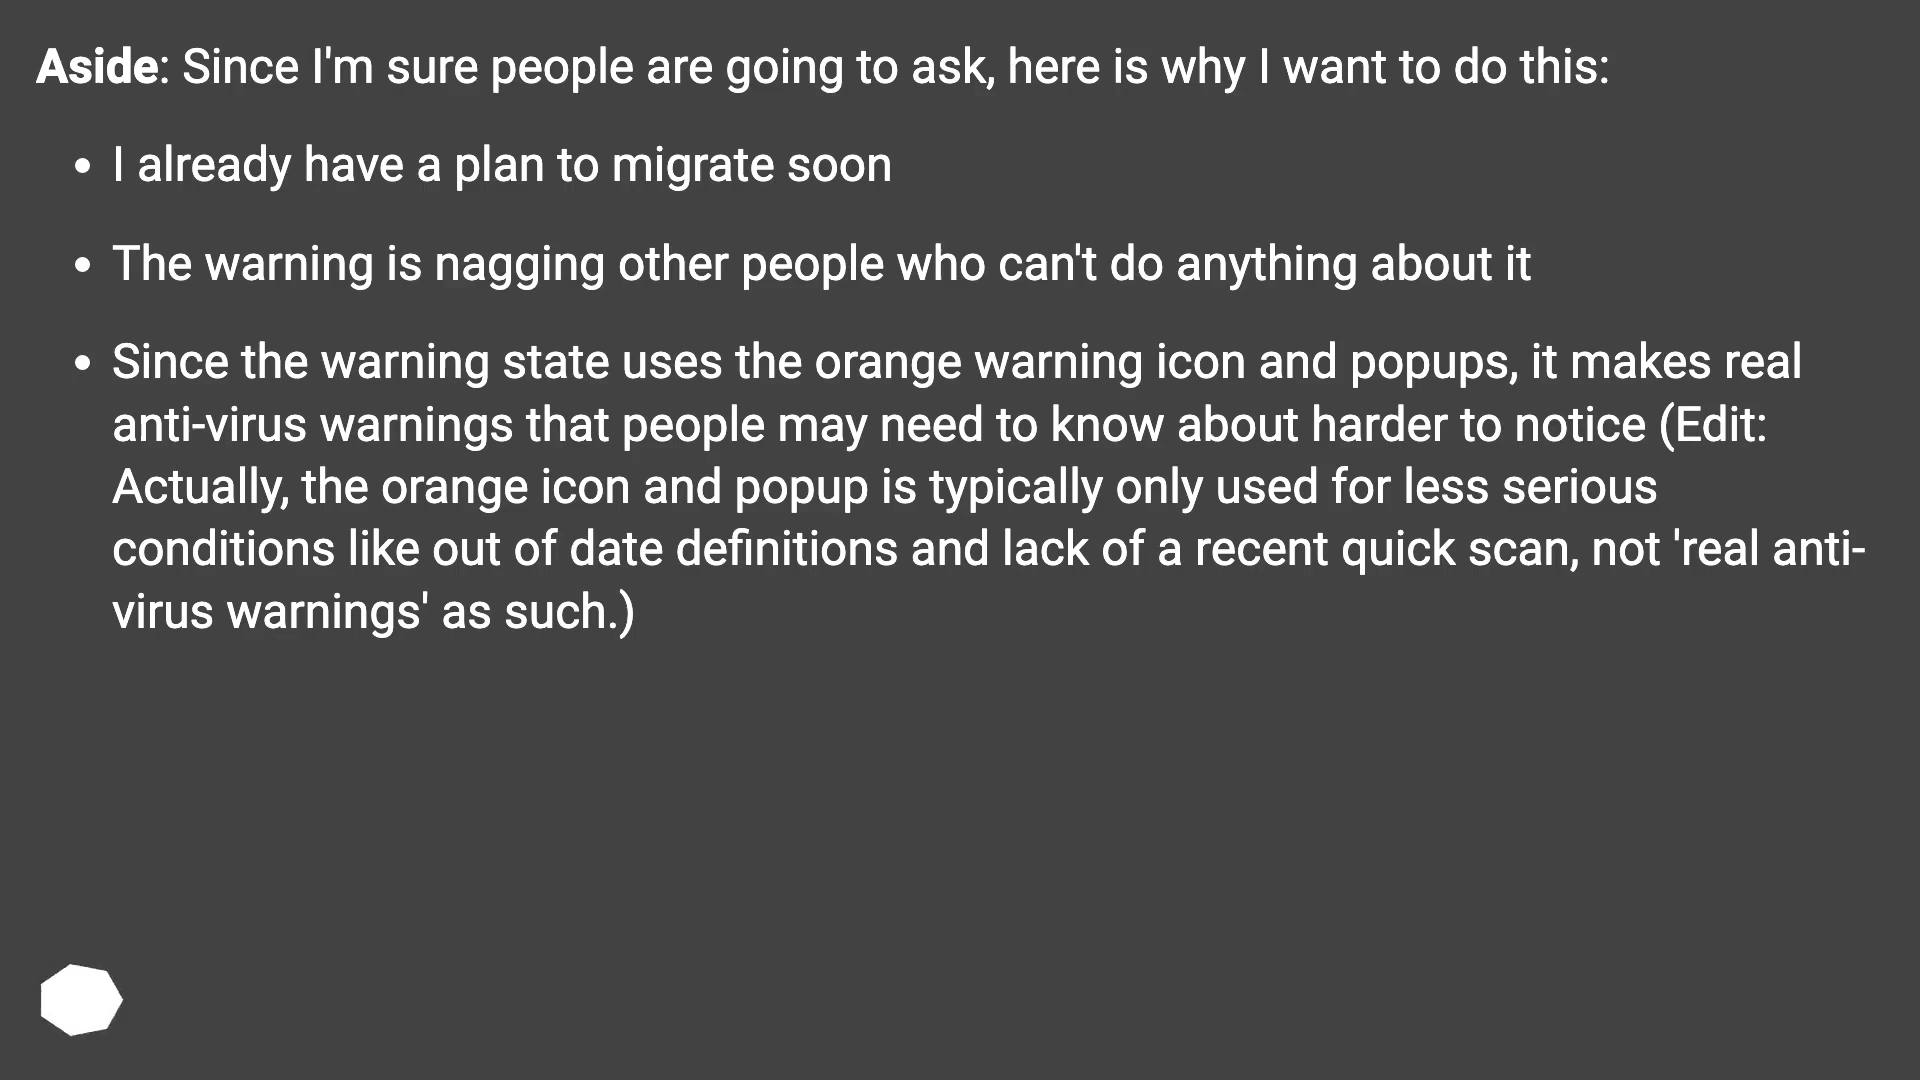 Aside: Since I'm sure people are going to ask, here is why I want to do this:
• I already have a plan to migrate soon
• The warning is nagging other people who can't do anything about it
• Since the warning state uses the orange warning icon and popups, it makes real
anti-virus warnings that people may need to know about harder to notice (Edit:
Actually, the orange icon and popup is typically only used for less serious
conditions like out of date definitions and lack of a recent quick scan, not 'real anti-
virus warnings' as such.)